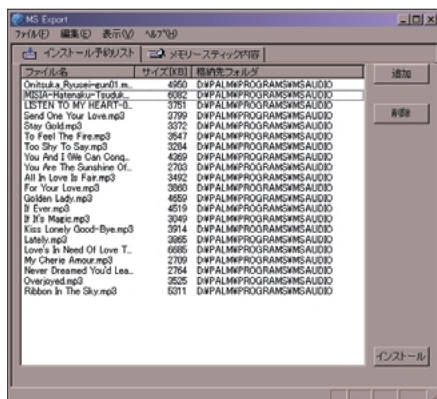 MS Export
ファイル(F) 編集(E) 表示(V) ヘルプ(H)
インストール予約リスト メモリースティック内容
ファイル名 サイズ[KB] 格納先フォルダ
Onitsuka_Ryusei-gun01.m... 4950 D:¥PALM¥PROGRAMS¥MSAUDIO
MISIA-Hatenaku-Tsuduk... 6082 D:¥PALM¥PROGRAMS¥MSAUDIO
LISTEN TO MY HEART-0... 3751 D:¥PALM¥PROGRAMS¥MSAUDIO
Send One Your Love.mp3 3799 D:¥PALM¥PROGRAMS¥MSAUDIO
Stay Gold.mp3 3372 D:¥PALM¥PROGRAMS¥MSAUDIO
To Feel The Fire.mp3 3547 D:¥PALM¥PROGRAMS¥MSAUDIO
Too Shy To Say.mp3 3284 D:¥PALM¥PROGRAMS¥MSAUDIO
You And I (We Can Conq... 4369 D:¥PALM¥PROGRAMS¥MSAUDIO
You Are The Sunshine Of... 2703 D:¥PALM¥PROGRAMS¥MSAUDIO
All In Love Is Fair.mp3 3492 D:¥PALM¥PROGRAMS¥MSAUDIO
For Your Love.mp3 3860 D:¥PALM¥PROGRAMS¥MSAUDIO
Golden Lady.mp3 4659 D:¥PALM¥PROGRAMS¥MSAUDIO
If Ever.mp3 4519 D:¥PALM¥PROGRAMS¥MSAUDIO
If It's Magic.mp3 3049 D:¥PALM¥PROGRAMS¥MSAUDIO
Kiss Lonely Good-Bye.mp3 3914 D:¥PALM¥PROGRAMS¥MSAUDIO
Lately.mp3 3865 D:¥PALM¥PROGRAMS¥MSAUDIO
Love's In Need Of Love T... 6685 D:¥PALM¥PROGRAMS¥MSAUDIO
My Cherie Amour.mp3 2709 D:¥PALM¥PROGRAMS¥MSAUDIO
Never Dreamed You'd Lea... 2764 D:¥PALM¥PROGRAMS¥MSAUDIO
Overjoyed.mp3 3525 D:¥PALM¥PROGRAMS¥MSAUDIO
Ribbon In The Sky.mp3 5311 D:¥PALM¥PROGRAMS¥MSAUDIO
追加
削除
インストール